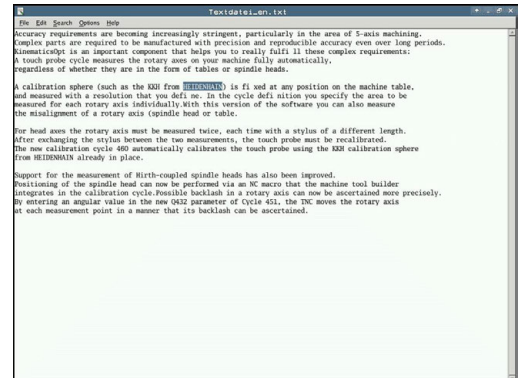 Textdatei_en.txt
File Edit Search Options Help
Accuracy requirements are becoming increasingly stringent, particularly in the area of 5-axis machining.
Complex parts are required to be manufactured with precision and reproducible accuracy even over long periods.
KinematicsOpt is an important component that helps you to really fulfi ll these complex requirements:
A touch probe cycle measures the rotary axes on your machine fully automatically,
regardless of whether they are in the form of tables or spindle heads.
A calibration sphere (such as the KKH from HEIDENHAIN) is fi xed at any position on the machine table,
and measured with a resolution that you defi ne. In the cycle defi nition you specify the area to be
measured for each rotary axis individually.With this version of the software you can also measure
the misalignment of a rotary axis (spindle head or table.
For head axes the rotary axis must be measured twice, each time with a stylus of a different length.
After exchanging the stylus between the two measurements, the touch probe must be recalibrated.
The new calibration cycle 460 automatically calibrates the touch probe using the KKH calibration sphere
from HEIDENHAIN already in place.
Support for the measurement of Hirth-coupled spindle heads has also been improved.
Positioning of the spindle head can now be performed via an NC macro that the machine tool builder
integrates in the calibration cycle.Possible backlash in a rotary axis can now be ascertained more precisely.
By entering an angular value in the new Q432 parameter of Cycle 451, the TNC moves the rotary axis
at each measurement point in a manner that its backlash can be ascertained.